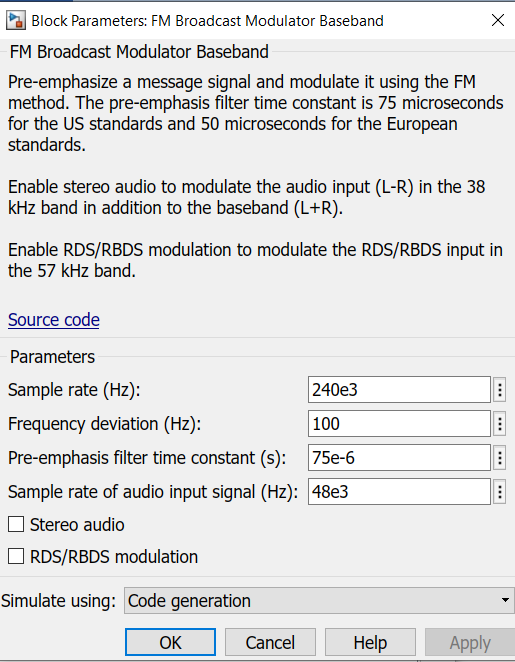 Block Parameters: FM Broadcast Modulator Baseband
FM Broadcast Modulator Baseband
Pre-emphasize a message signal and modulate it using the FM
method. The pre-emphasis filter time constant is 75 microseconds
for the US standards and 50 microseconds for the European
standards.
Enable stereo audio to modulate the audio input (L-R) in the 38
kHz band in addition to the baseband (L+R).
Enable RDS/RBDS modulation to modulate the RDS/RBDS input in
the 57 kHz band.
Source code
Parameters
Sample rate (Hz): 240e3
Frequency deviation (Hz): 100
Pre-emphasis filter time constant (s): 75e-6
Sample rate of audio input signal (Hz): 48e3
Stereo audio
RDS/RBDS modulation
Simulate using: Code generation
OK Cancel Help Apply